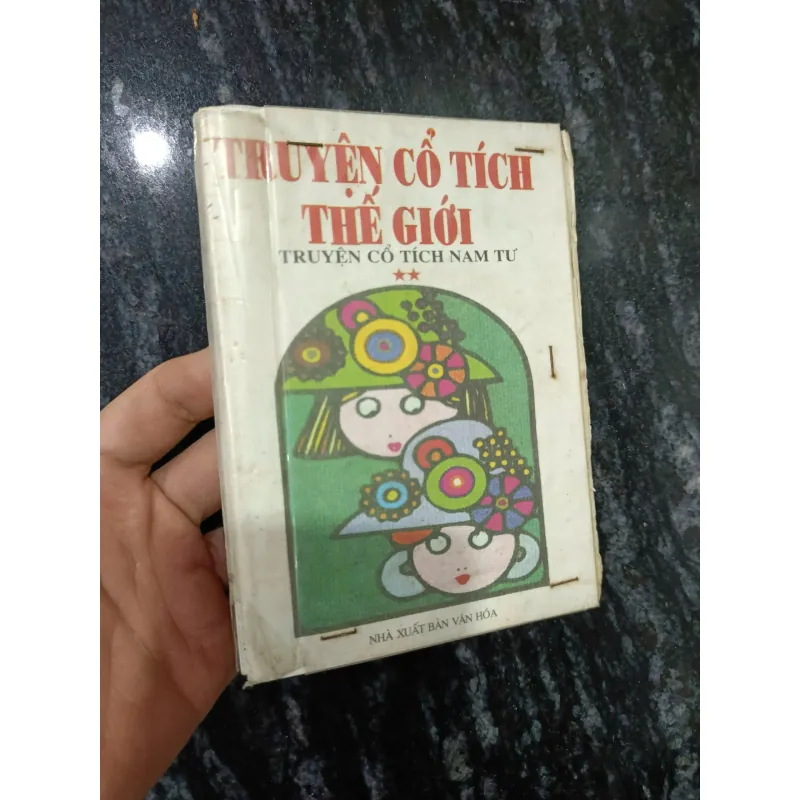 TRUYỆN CỔ TÍCH
THẾ GIỚI
TRUYỆN CỔ TÍCH NAM TƯ
★★
NHÀ XUẤT BẢN VĂN HÓA